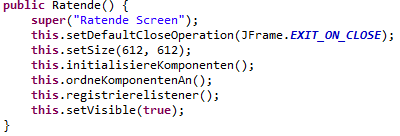 public Ratende() {
    super("Ratende Screen");
    this.setDefaultCloseOperation(JFrame.EXIT_ON_CLOSE);
    this.setSize(612, 612);
    this.initialisiereKomponenten();
    this.ordneKomponentenAn();
    this.registrierelistener();
    this.setVisible(true);
}